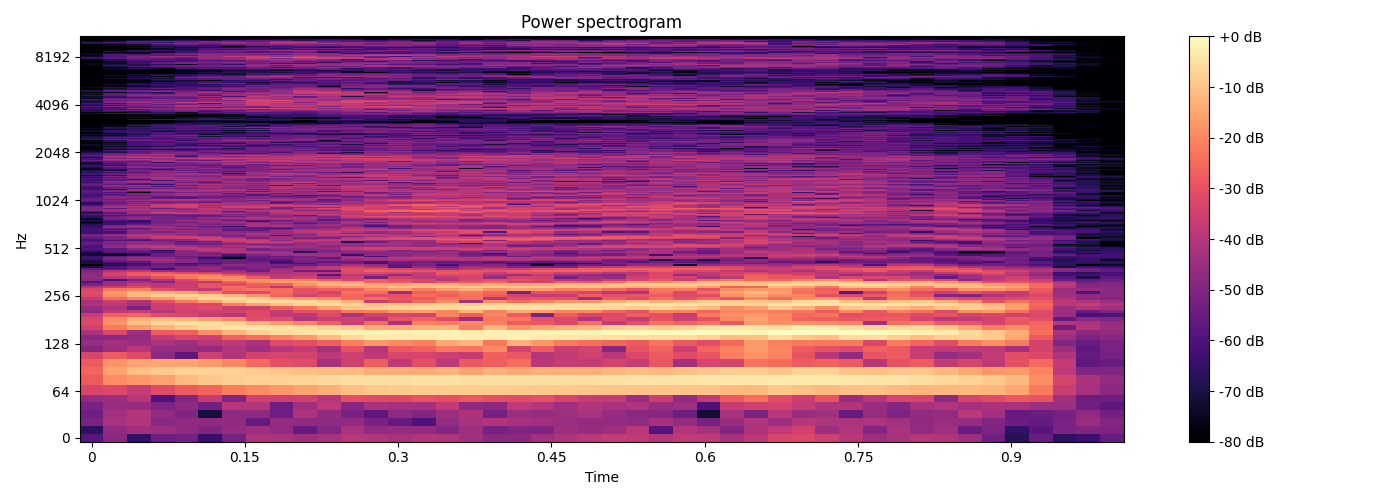 Power spectrogram
Hz
8192
4096
2048
1024
512
256
128
64
0
0 0.15 0.3 0.45 0.6 0.75 0.9
Time
+0 dB
-10 dB
-20 dB
-30 dB
-40 dB
-50 dB
-60 dB
-70 dB
-80 dB